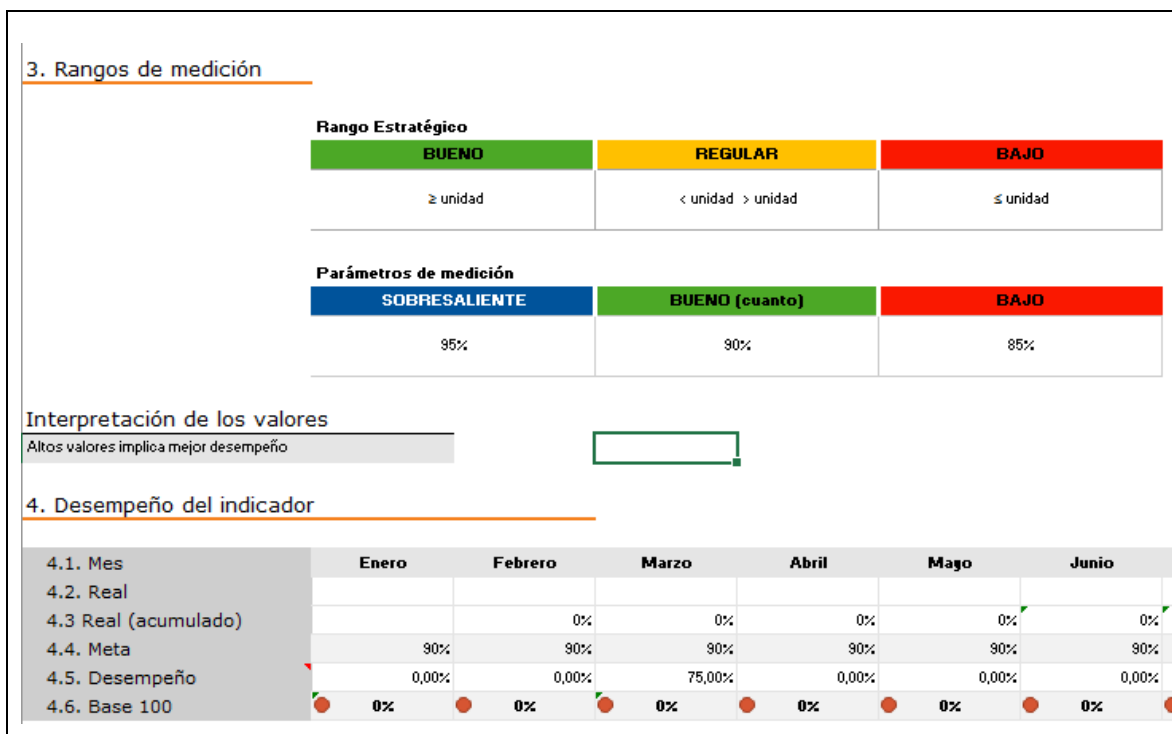 3. Rangos de medición
Rango Estratégico
BUENO REGULAR BAJO
≥ unidad < unidad > unidad ≤ unidad
Parámetros de medición
SOBRESALIENTE BUENO (cuanto) BAJO
95% 90% 85%
Interpretación de los valores
Altos valores implica mejor desempeño
4. Desempeño del indicador
4.1. Mes Enero Febrero Marzo Abril Mayo Junio
4.2. Real
4.3 Real (acumulado) 0% 0% 0% 0% 0%
4.4. Meta 90% 90% 90% 90% 90% 90%
4.5. Desempeño 0,00% 0,00% 75,00% 0,00% 0,00% 0,00%
4.6. Base 100 0% 0% 0% 0% 0% 0%